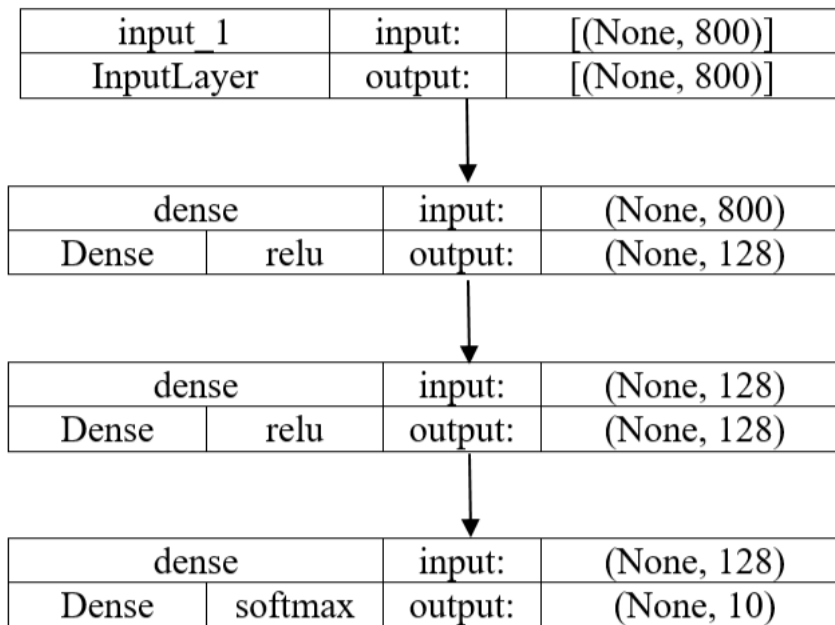 input_1 input: [(None, 800)]
InputLayer output: [(None, 800)]
dense input: (None, 800)
Dense relu output: (None, 128)
dense input: (None, 128)
Dense relu output: (None, 128)
dense input: (None, 128)
Dense softmax output: (None, 10)